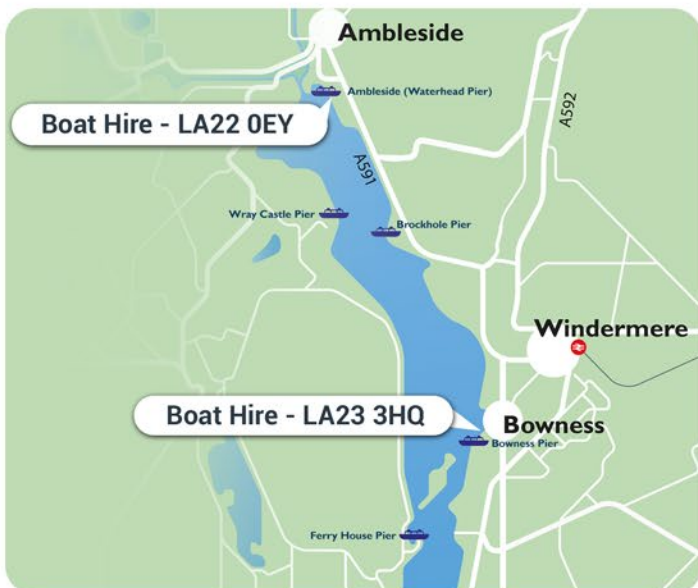 Ambleside
Ambleside (Waterhead Pier)
Boat Hire - LA22 0EY
A592
A591
Wray Castle Pier
Brockhole Pier
Windermere
Boat Hire - LA23 3HQ
Bowness
Bowness Pier
Ferry House Pier